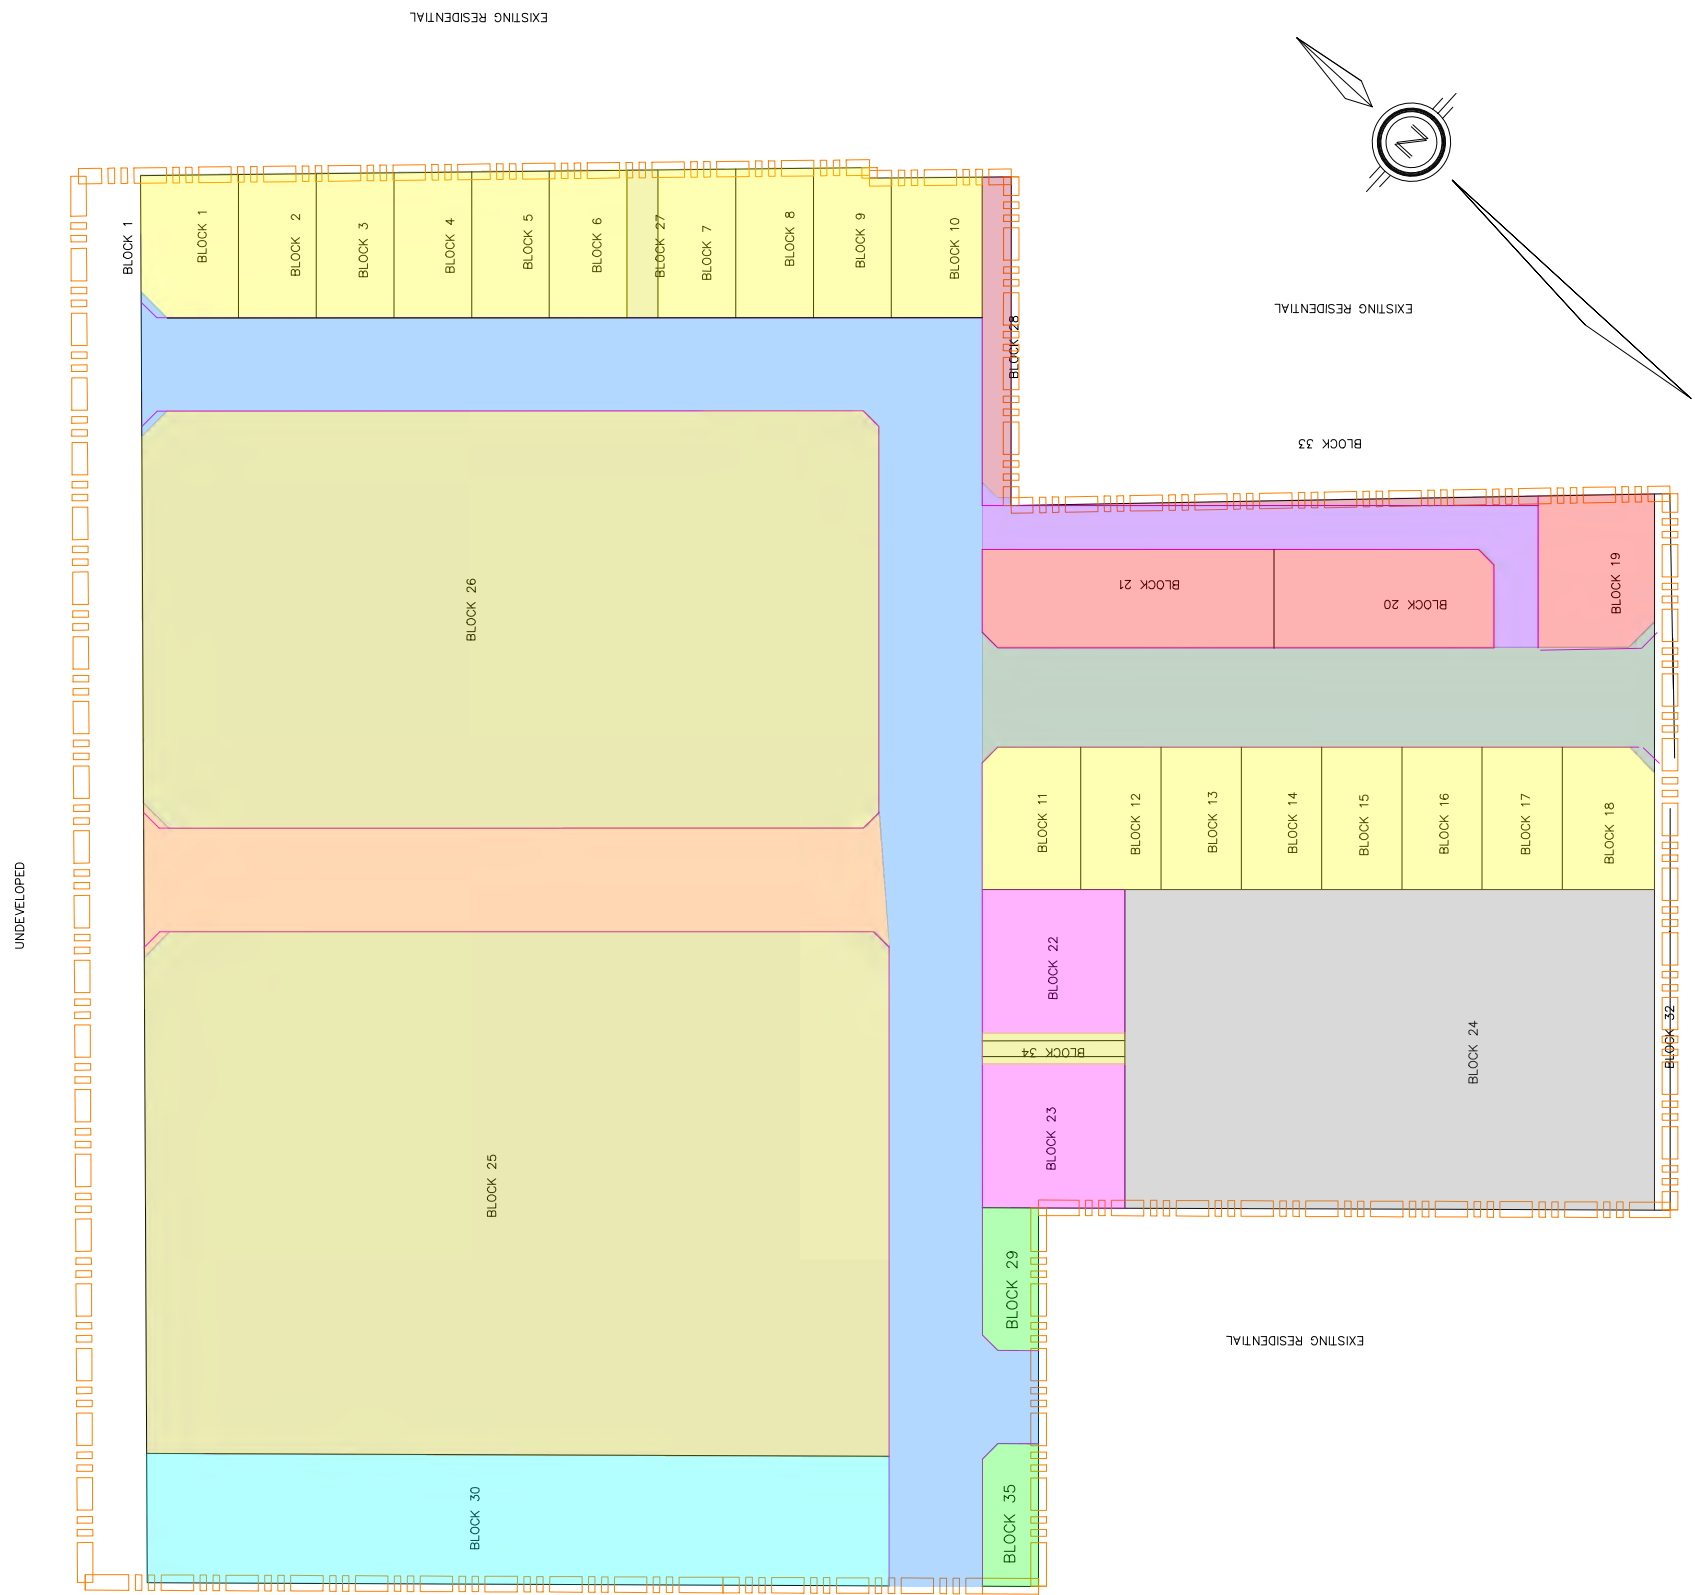 EXISTING RESIDENTIAL
N
BLOCK 1
BLOCK 1
BLOCK 2
BLOCK 3
BLOCK 4
BLOCK 5
BLOCK 6
BLOCK 27
BLOCK 7
BLOCK 8
BLOCK 9
BLOCK 10
BLOCK 28
EXISTING RESIDENTIAL
BLOCK 33
BLOCK 26
BLOCK 21
BLOCK 20
BLOCK 19
BLOCK 11
BLOCK 12
BLOCK 13
BLOCK 14
BLOCK 15
BLOCK 16
BLOCK 17
BLOCK 18
UNDEVELOPED
BLOCK 22
BLOCK 34
BLOCK 24
BLOCK 32
BLOCK 23
BLOCK 25
BLOCK 29
EXISTING RESIDENTIAL
BLOCK 30
BLOCK 35